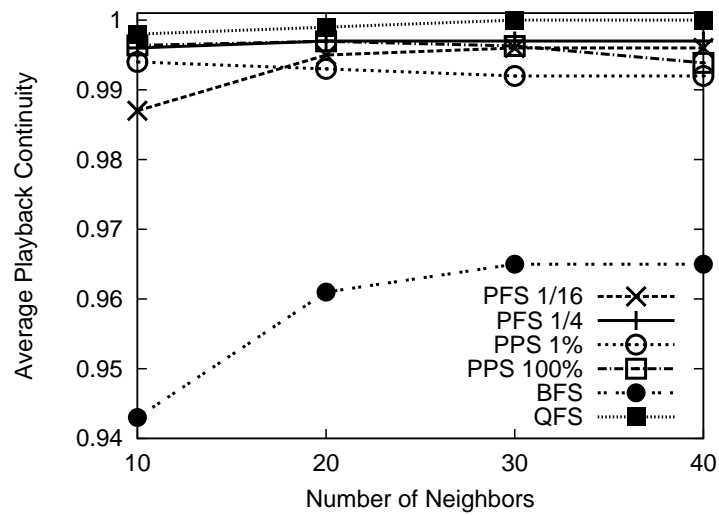 1
0.99
0.98
0.97
0.96
0.95
0.94
10
20
30
40
Average Playback Continuity
Number of Neighbors
PFS 1/16
PFS 1/4
PPS 1%
PPS 100%
BFS
QFS